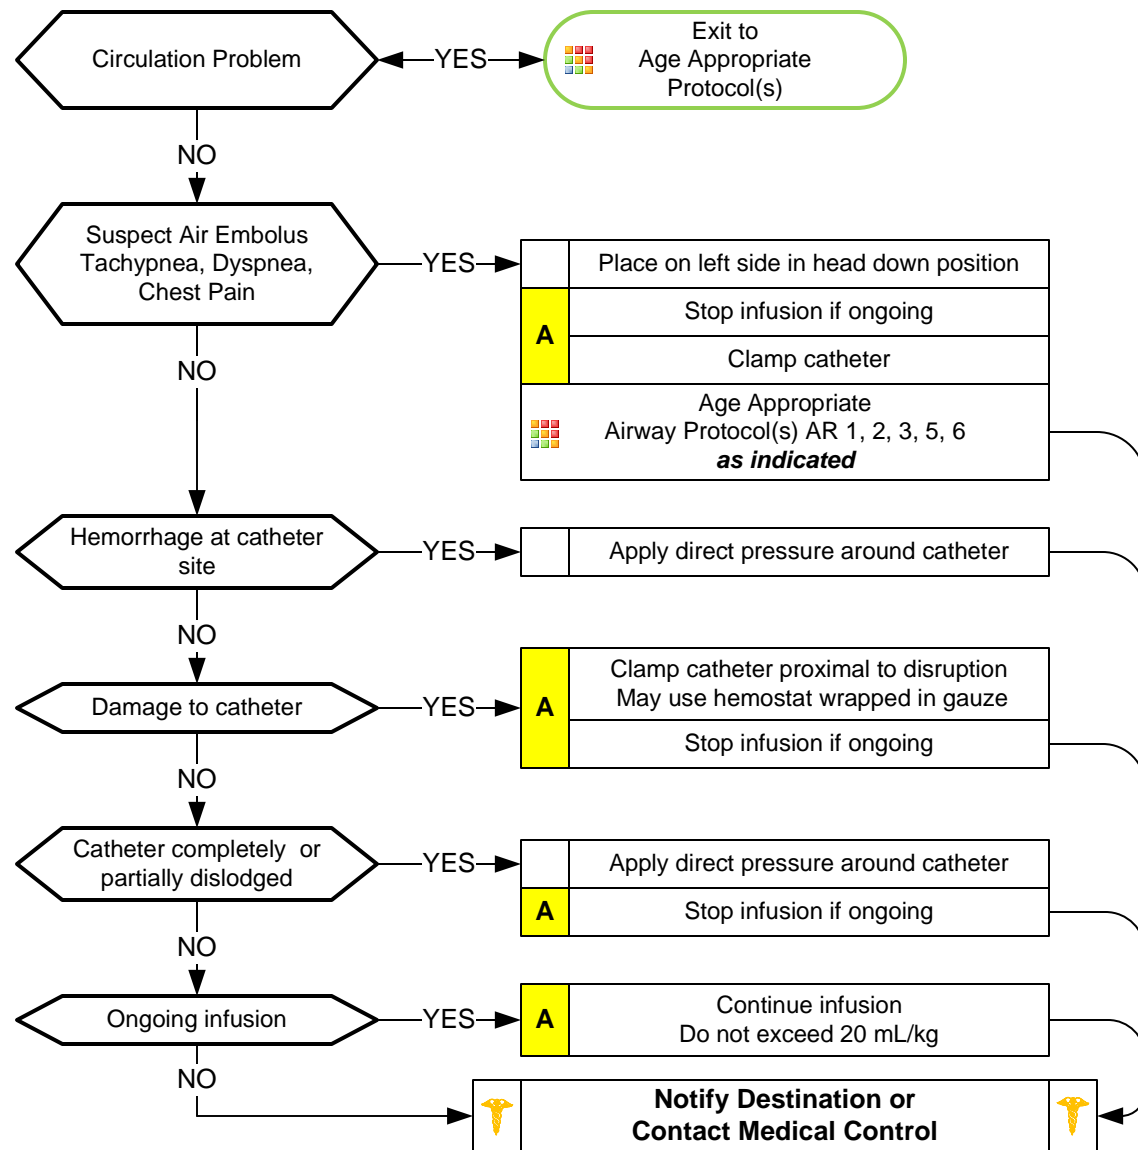 Circulation Problem
YES
Exit to
Age Appropriate
Protocol(s)
NO
Suspect Air Embolus
Tachypnea, Dyspnea,
Chest Pain
YES
Place on left side in head down position
A
Stop infusion if ongoing
Clamp catheter
Age Appropriate
Airway Protocol(s) AR 1, 2, 3, 5, 6
as indicated
NO
Hemorrhage at catheter
site
YES
Apply direct pressure around catheter
NO
Damage to catheter
YES
A
Clamp catheter proximal to disruption
May use hemostat wrapped in gauze
Stop infusion if ongoing
NO
Catheter completely or
partially dislodged
YES
Apply direct pressure around catheter
A
Stop infusion if ongoing
NO
Ongoing infusion
YES
A
Continue infusion
Do not exceed 20 mL/kg
NO
Notify Destination or
Contact Medical Control